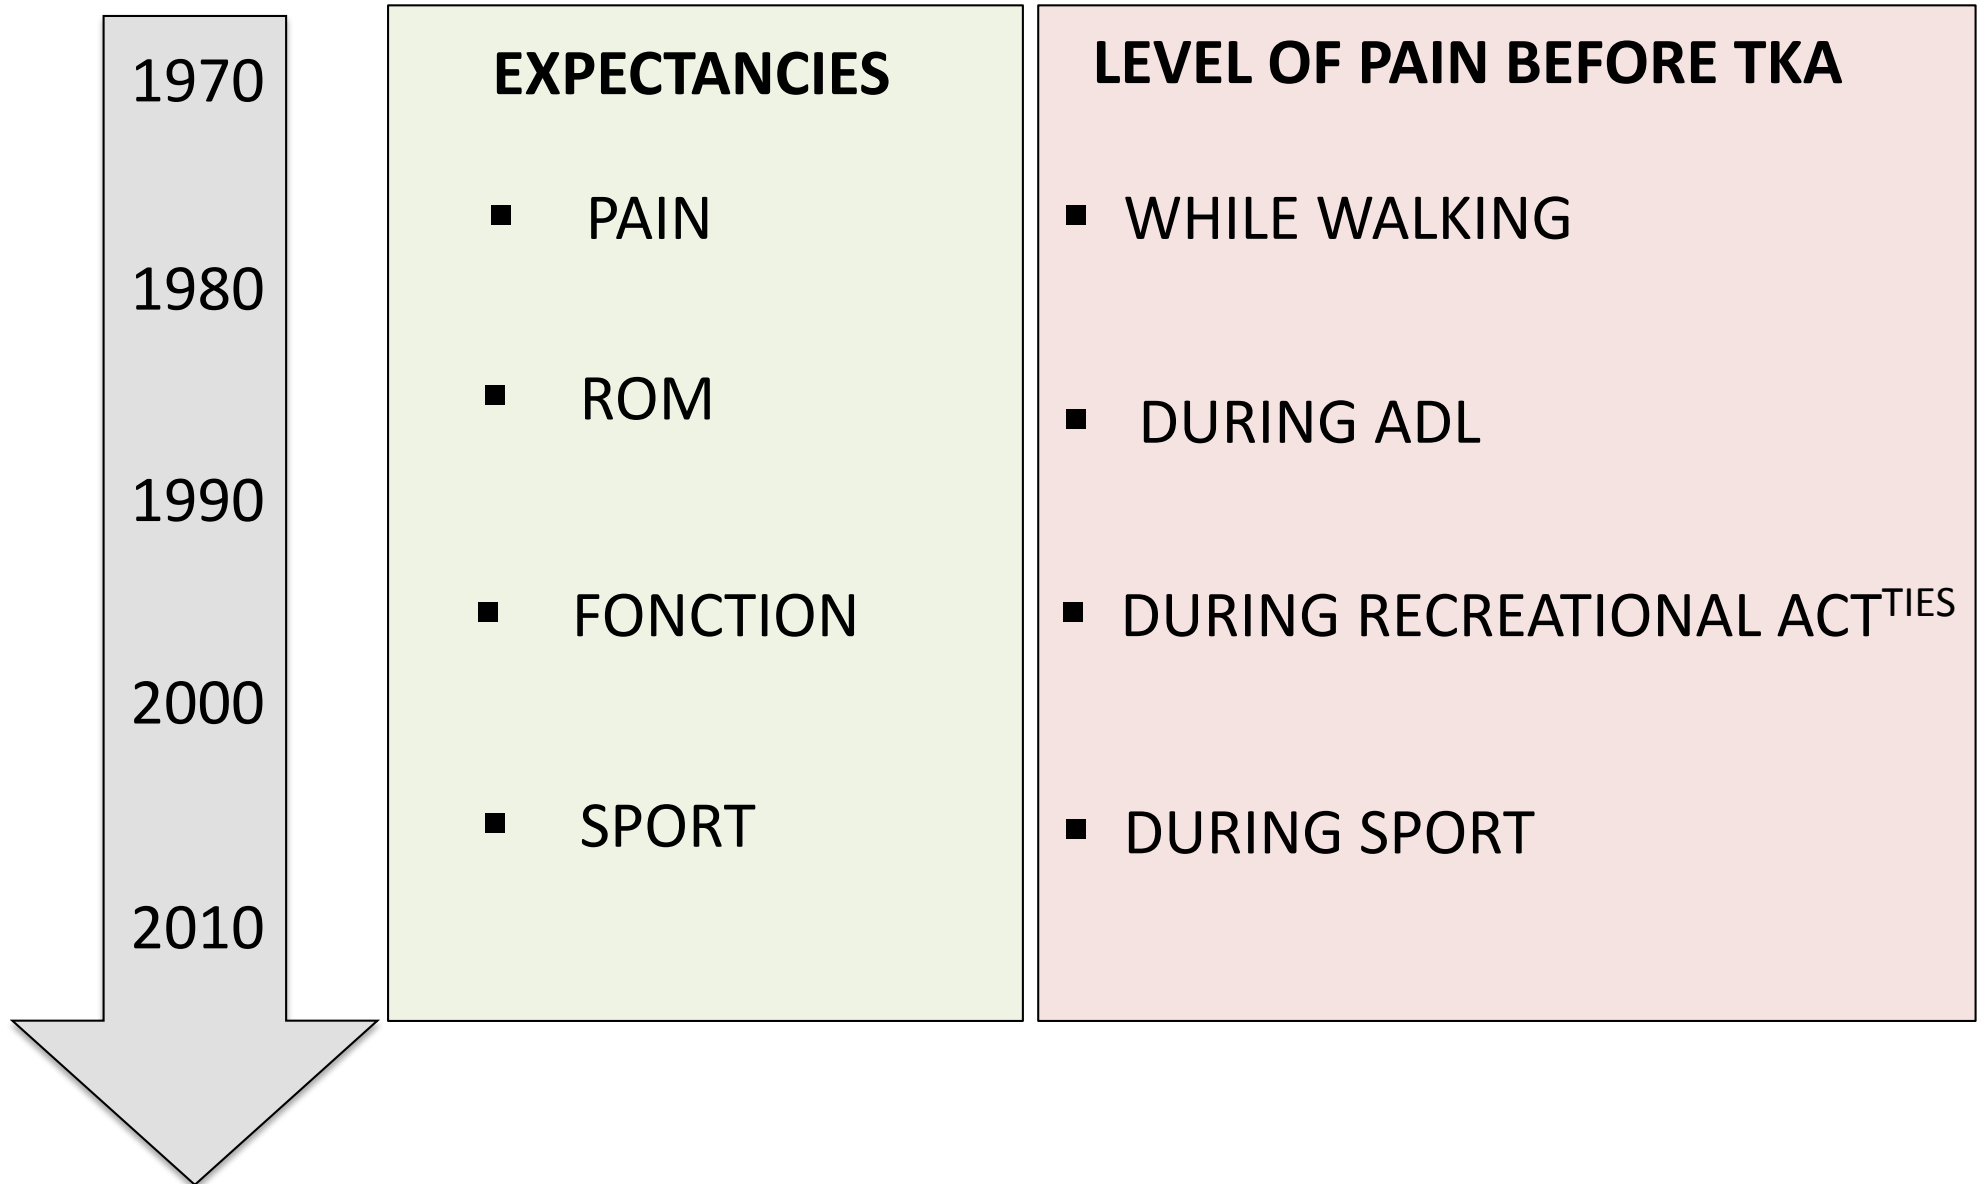 1970
1980
1990
2000
2010
EXPECTANCIES
▪ PAIN
▪ ROM
▪ FONCTION
▪ SPORT
LEVEL OF PAIN BEFORE TKA
▪ WHILE WALKING
▪ DURING ADL
▪ DURING RECREATIONAL ACTTIES
▪ DURING SPORT